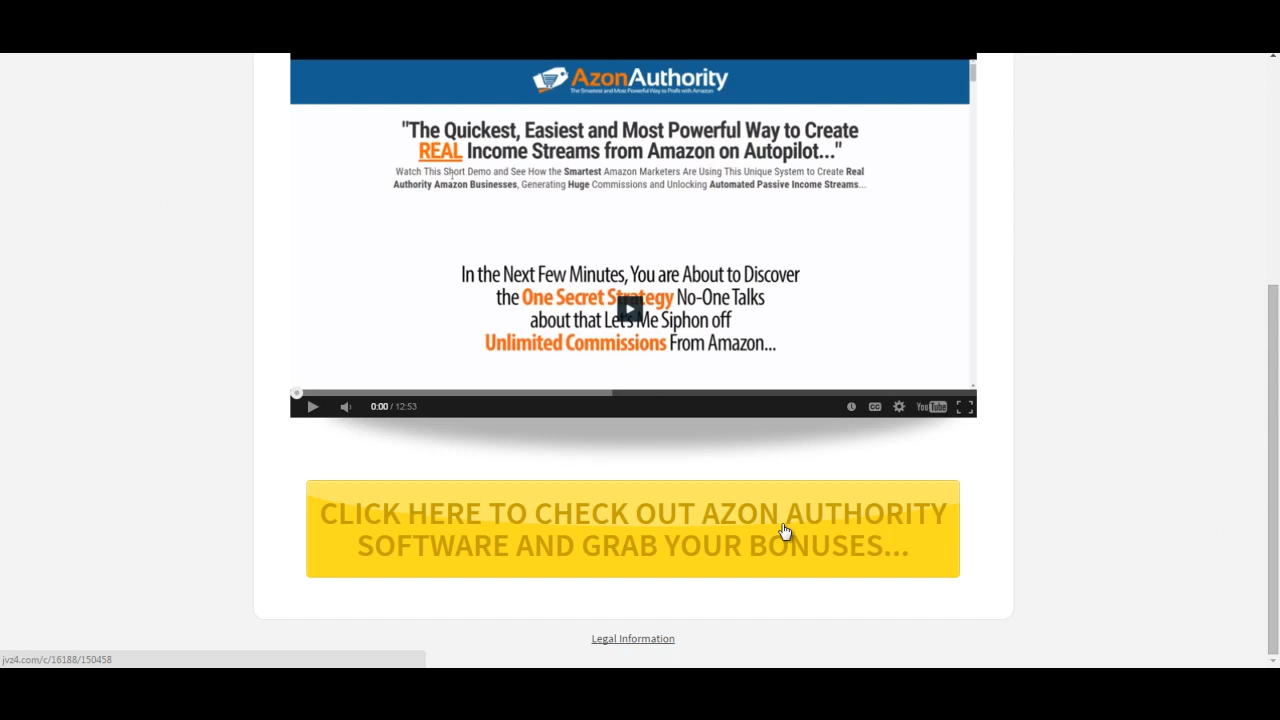 AzonAuthority
The Smartest and Most Powerful Way to Profits with Amazon
"The Quickest, Easiest and Most Powerful Way to Create
REAL Income Streams from Amazon on Autopilot..."
Watch This Short Demo and See How the Smartest Amazon Marketers Are Using This Unique System to Create Real
Authority Amazon Businesses, Generating Huge Commissions and Unlocking Automated Passive Income Streams...
In the Next Few Minutes, You are About to Discover
the One Secret Strategy No-One Talks
about that Let's Me Siphon off
Unlimited Commissions From Amazon...
0:00 / 12:53
CC
YouTube
CLICK HERE TO CHECK OUT AZON AUTHORITY
SOFTWARE AND GRAB YOUR BONUSES...
Legal Information
jvz4.com/c/16188/150458